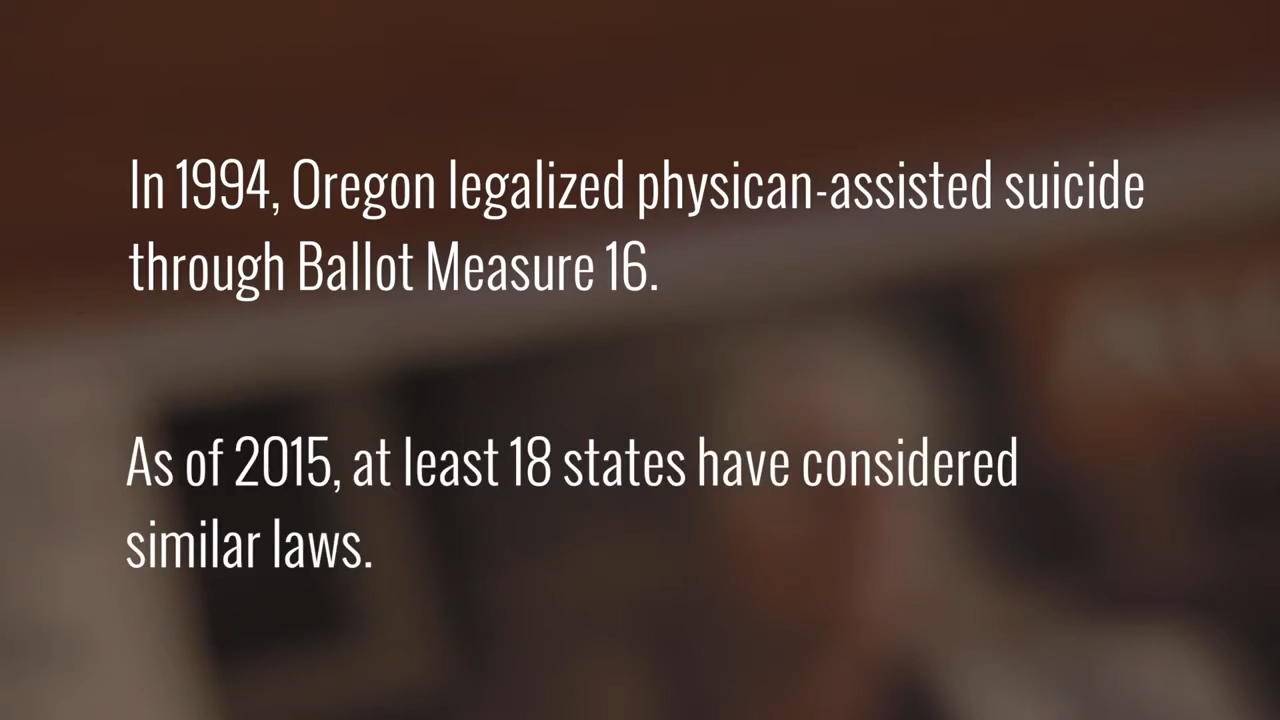 In 1994, Oregon legalized physican-assisted suicide
through Ballot Measure 16.
As of 2015, at least 18 states have considered
similar laws.